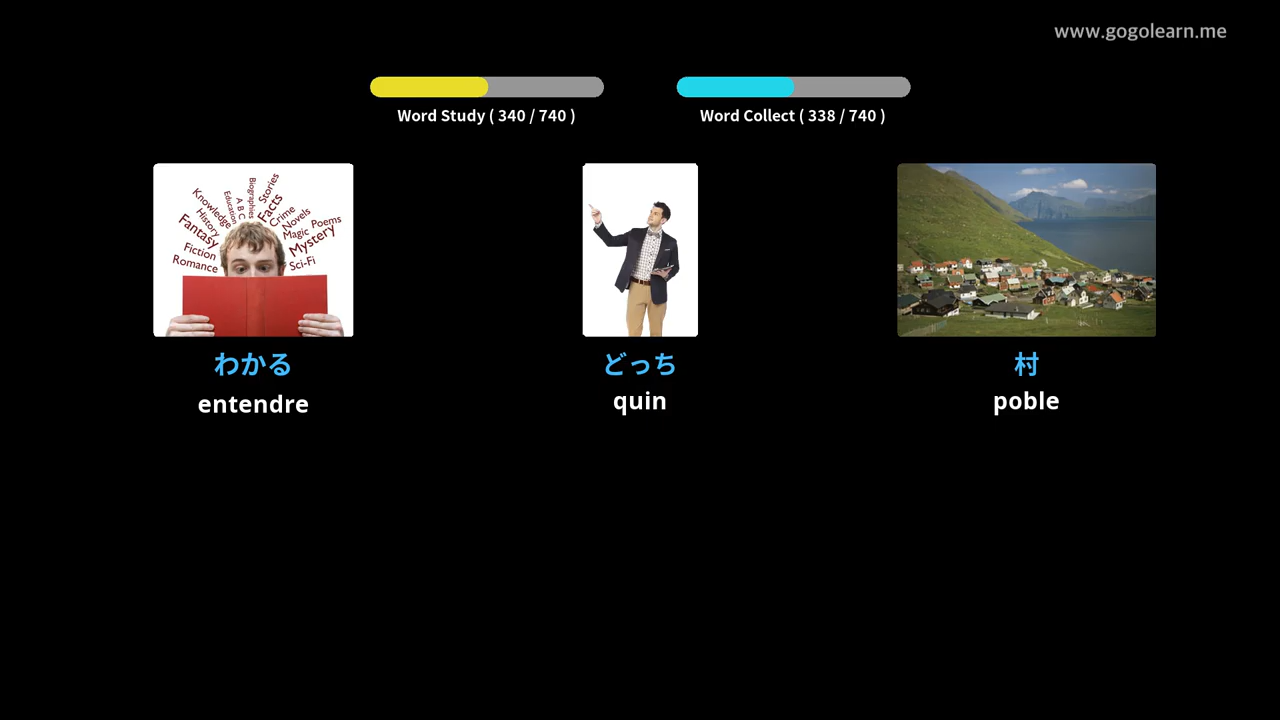 www.gogolearn.me
Word Study ( 340 / 740 )
Word Collect ( 338 / 740 )
Knowledge
History
Fantasy
Fiction
Romance
Education
A B C
Biographies
Stories
Facts
Crime
Novels
Magic
Poems
Mystery
Sci-Fi
わかる
どっち
村
entendre
quin
poble